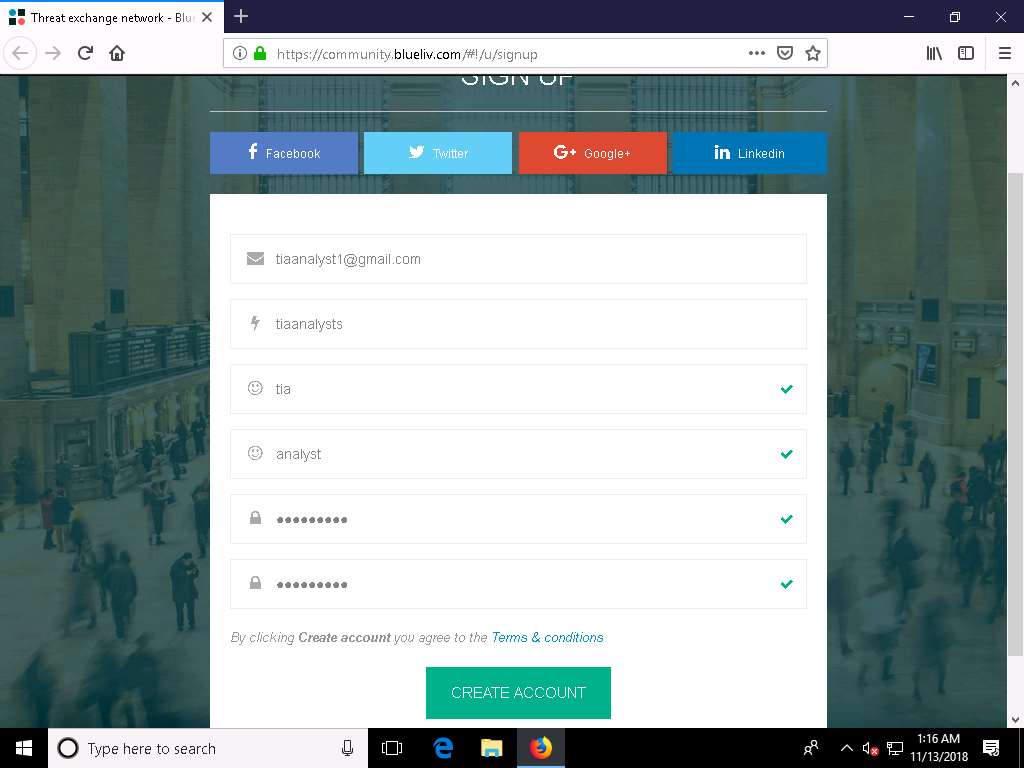 Threat exchange network - Blu
https://community.blueliv.com/#!/u/signup
SIGN UP
Facebook
Twitter
G+ Google+
in Linkedin
tiaanalyst1@gmail.com
tiaanalysts
tia
analyst
By clicking Create account you agree to the Terms & conditions
CREATE ACCOUNT
Type here to search
1:16 AM
11/13/2018